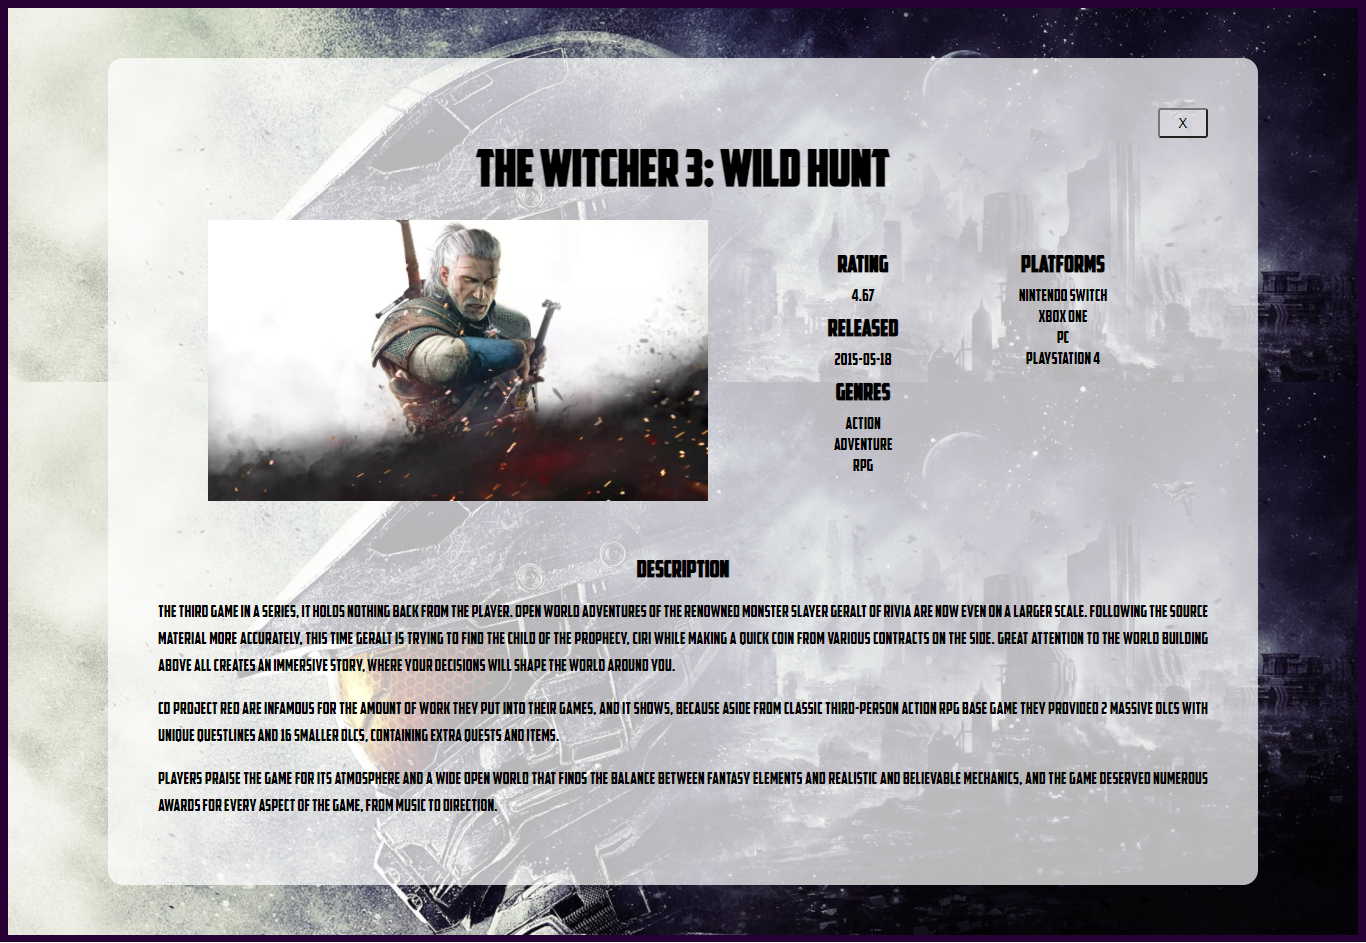 X
THE WITCHER 3: WILD HUNT
RATING
4.67
RELEASED
2015-05-18
GENRES
ACTION
ADVENTURE
RPG
PLATFORMS
NINTENDO SWITCH
XBOX ONE
PC
PLAYSTATION 4
DESCRIPTION
THE THIRD GAME IN A SERIES, IT HOLDS NOTHING BACK FROM THE PLAYER. OPEN WORLD ADVENTURES OF THE RENOWNED MONSTER SLAYER GERALT OF RIVIA ARE NOW EVEN ON A LARGER SCALE. FOLLOWING THE SOURCE
MATERIAL MORE ACCURATELY, THIS TIME GERALT IS TRYING TO FIND THE CHILD OF THE PROPHECY, CIRI WHILE MAKING A QUICK COIN FROM VARIOUS CONTRACTS ON THE SIDE. GREAT ATTENTION TO THE WORLD BUILDING
ABOVE ALL CREATES AN IMMERSIVE STORY, WHERE YOUR DECISIONS WILL SHAPE THE WORLD AROUND YOU.
CD PROJECT RED ARE INFAMOUS FOR THE AMOUNT OF WORK THEY PUT INTO THEIR GAMES, AND IT SHOWS, BECAUSE ASIDE FROM CLASSIC THIRD-PERSON ACTION RPG BASE GAME THEY PROVIDED 2 MASSIVE DLCS WITH
UNIQUE QUESTLINES AND 16 SMALLER DLCS, CONTAINING EXTRA QUESTS AND ITEMS.
PLAYERS PRAISE THE GAME FOR ITS ATMOSPHERE AND A WIDE OPEN WORLD THAT FINDS THE BALANCE BETWEEN FANTASY ELEMENTS AND REALISTIC AND BELIEVABLE MECHANICS, AND THE GAME DESERVED NUMEROUS
AWARDS FOR EVERY ASPECT OF THE GAME, FROM MUSIC TO DIRECTION.